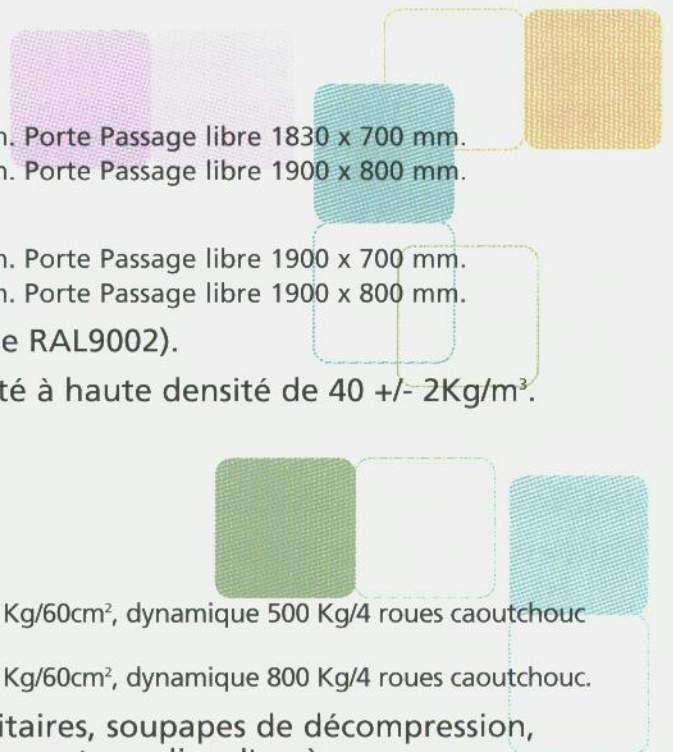 Porte Passage libre 1830 x 700 mm.
Porte Passage libre 1900 x 800 mm.
Porte Passage libre 1900 x 700 mm.
Porte Passage libre 1900 x 800 mm.
e RAL9002).
té à haute densité de 40 +/- 2Kg/m³.
Kg/60cm², dynamique 500 Kg/4 roues caoutchouc
Kg/60cm², dynamique 800 Kg/4 roues caoutchouc.
itaires, soupapes de décompression,